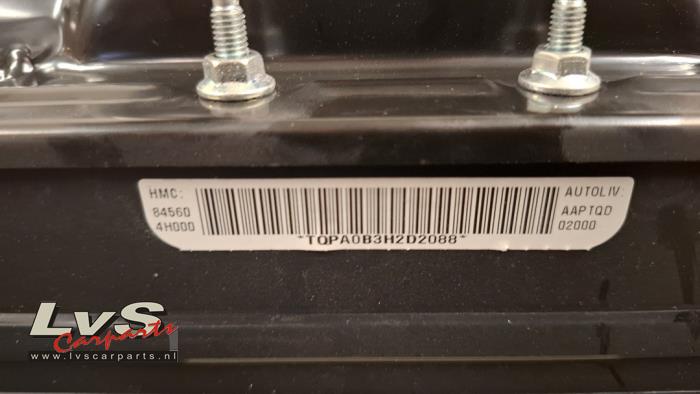 HMC:
84560
4H000
*TQPA0B3H2D2088*
AUTOLIV:
AAPTQD
02000
LvS
Carparts
www.lvscarparts.nl